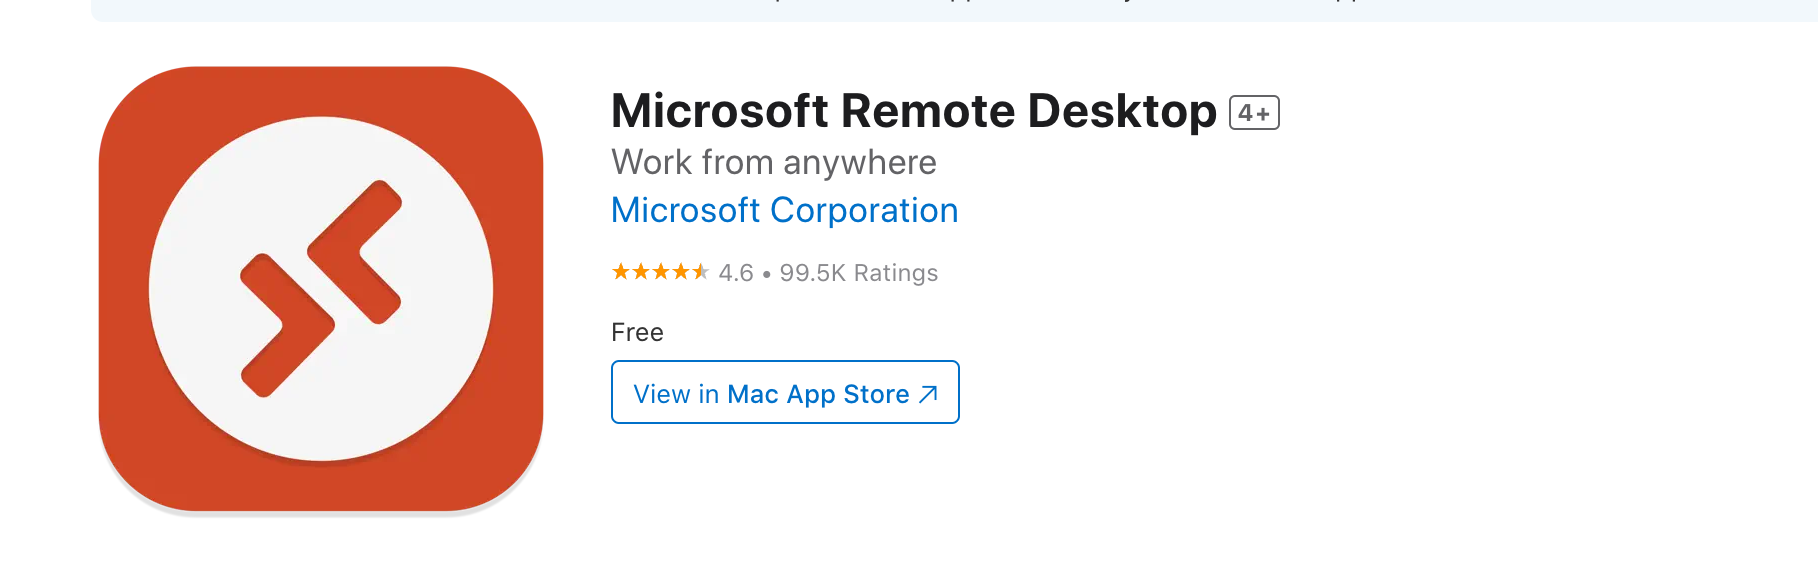 Microsoft Remote Desktop 4+
Work from anywhere
Microsoft Corporation
4.6 • 99.5K Ratings
Free
View in Mac App Store ↗